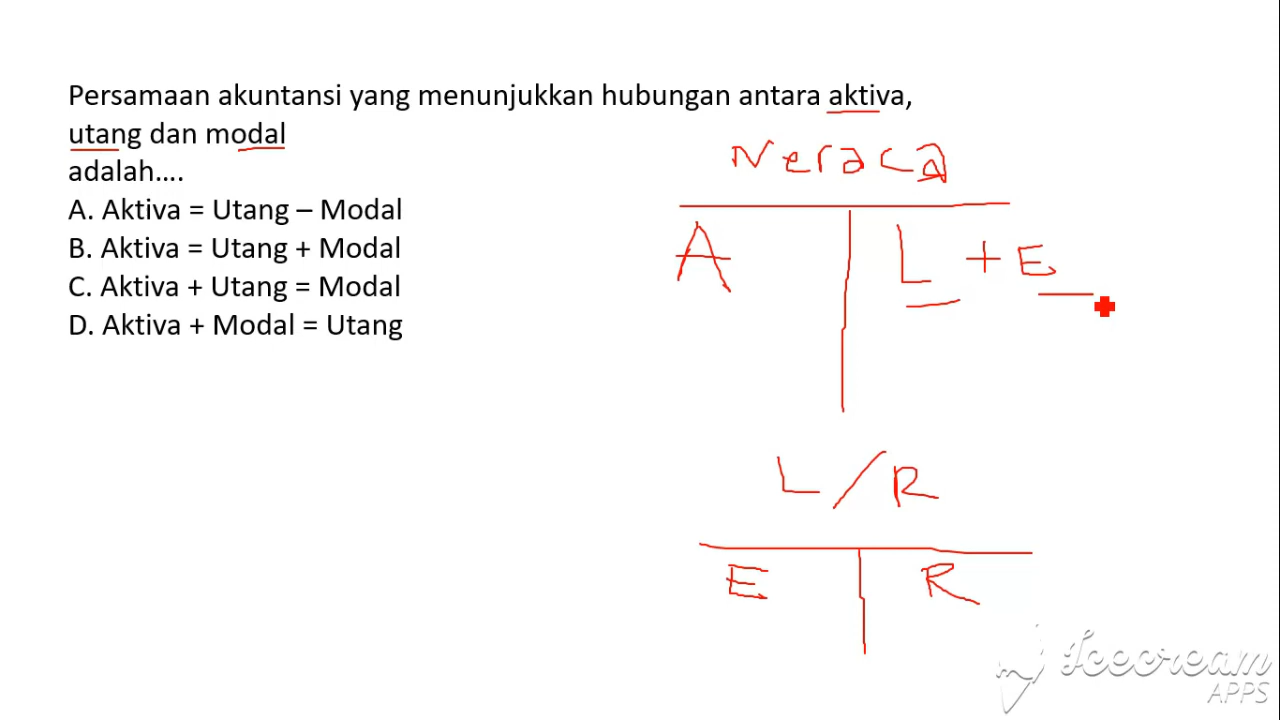 Persamaan akuntansi yang menunjukkan hubungan antara aktiva,
utang dan modal
adalah....
A. Aktiva = Utang – Modal
B. Aktiva = Utang + Modal
C. Aktiva + Utang = Modal
D. Aktiva + Modal = Utang
Neraca
A L + E
L/R
E R
Icecream
APPS